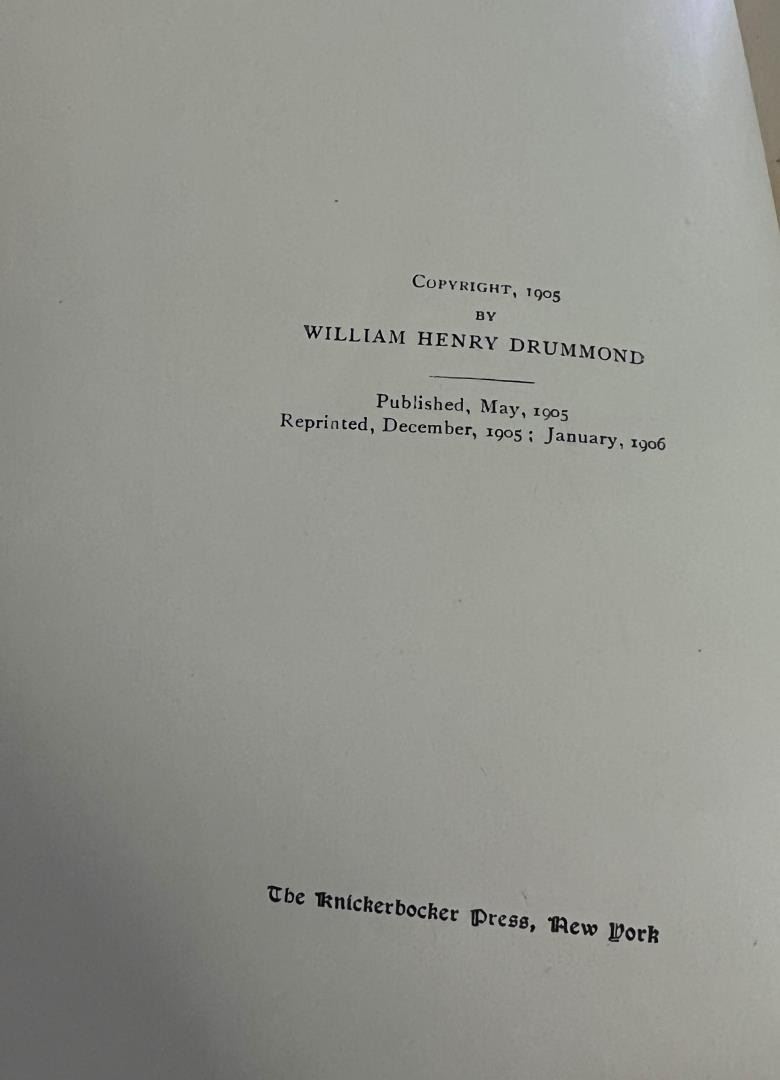 COPYRIGHT, 1905
BY
WILLIAM HENRY DRUMMOND
Published, May, 1905
Reprinted, December, 1905; January, 1906
The Knickerbocker Press, New York